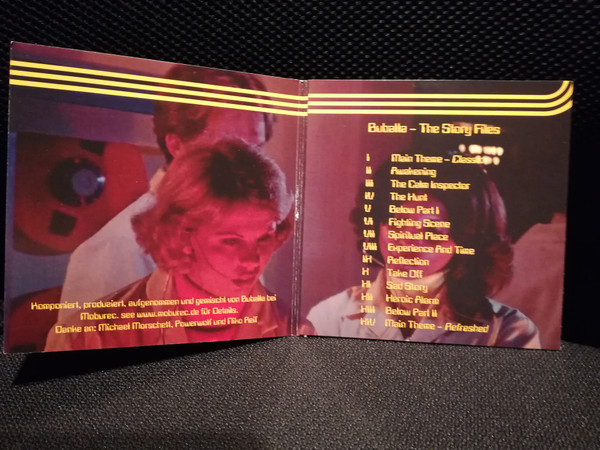 Komponiert, produziert, aufgenommen und gemischt von Buballa bei
Moburec. see www.moburec.de für Details.
Danke an: Michael Morschett, Powerwolf und Niko Reif
Buballa - The Story Files
I Main Theme - Classic
II Awakening
III The Calm Inspector
IV The Hunt
V Below Part I
VI Fighting Scene
VII Spiritual Place
VIII Experience And Time
IX Reflection
X Take Off
XI Sad Story
XII Heroic Alarm
XIII Below Part II
XIV Main Theme - Refreshed